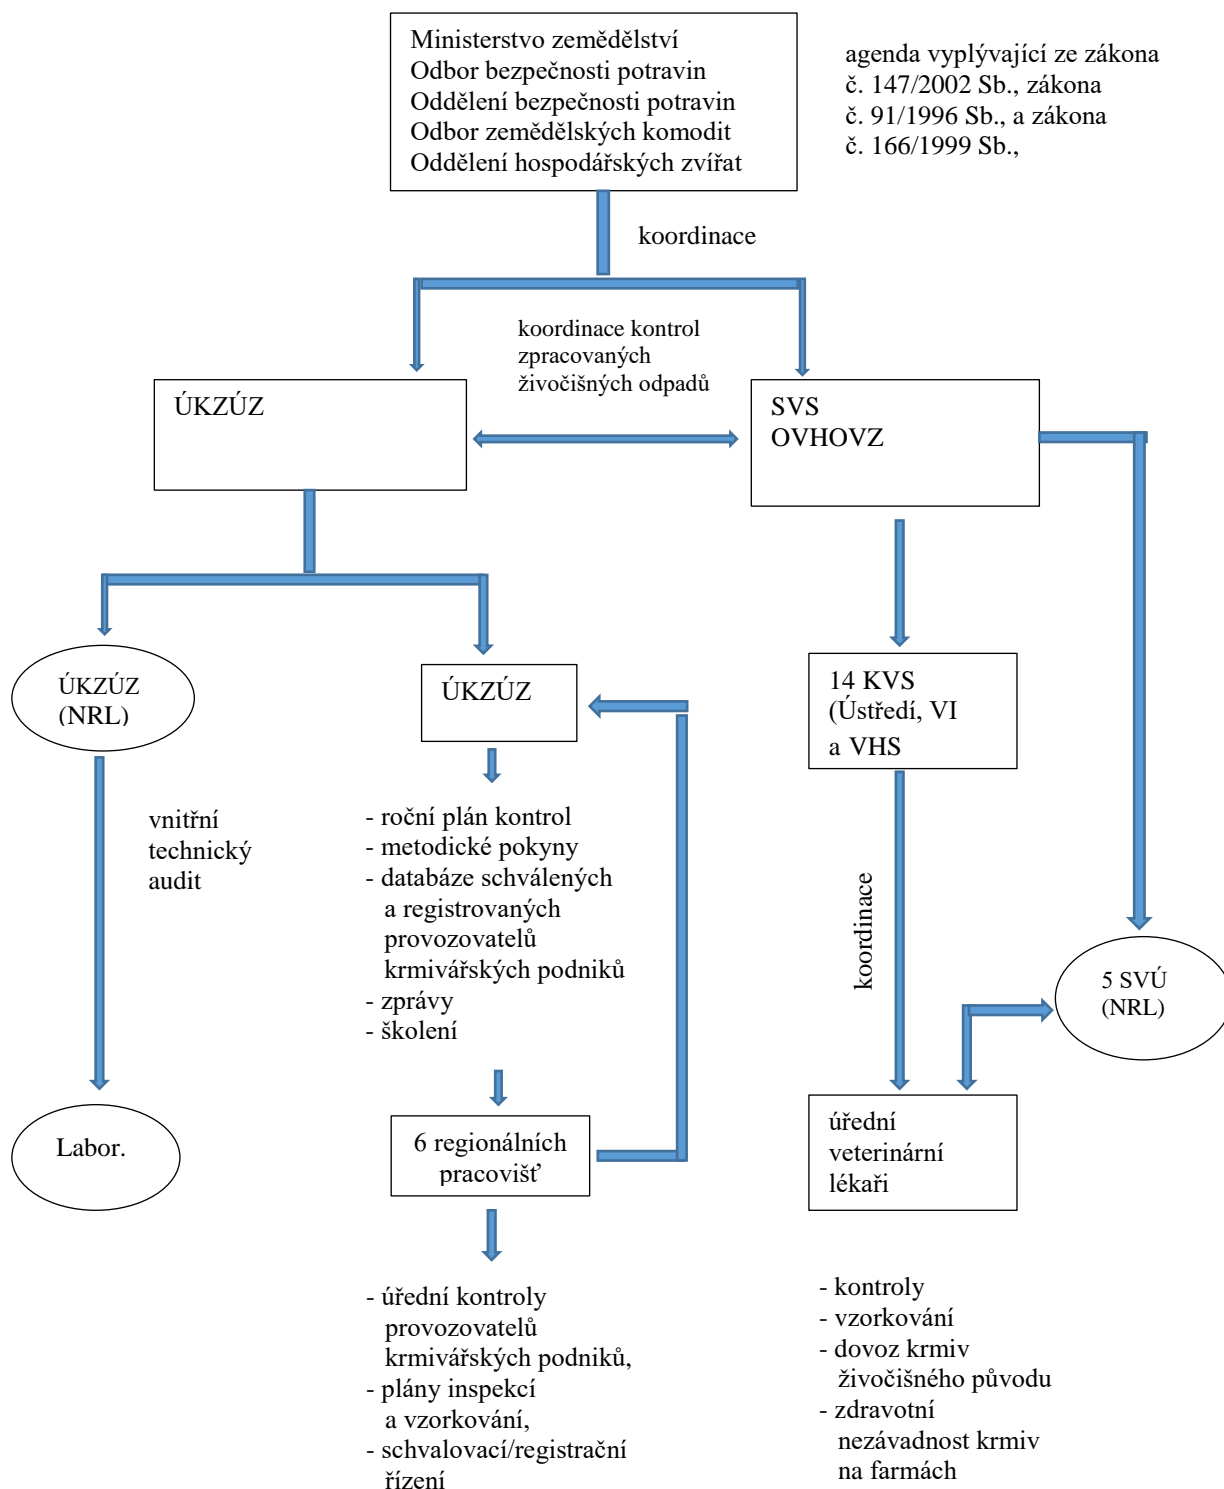 Ministerstvo zemědělství
Odbor bezpečnosti potravin
Oddělení bezpečnosti potravin
Odbor zemědělských komodit
Oddělení hospodářských zvířat
agenda vyplývající ze zákona
č. 147/2002 Sb., zákona
č. 91/1996 Sb., a zákona
č. 166/1999 Sb.,
koordinace
koordinace kontrol
zpracovaných
živočišných odpadů
ÚKZÚZ
SVS
OVHOVZ
ÚKZÚZ
(NRL)
ÚKZÚZ
14 KVS
(Ústředí, VI
a VHS
vnitřní
technický
audit
- roční plán kontrol
- metodické pokyny
- databáze schválených
a registrovaných
provozovatelů
krmivářských podniků
- zprávy
- školení
koordinace
5 SVÚ
(NRL)
Labor.
6 regionálních
pracovišť
úřední
veterinární
lékaři
- úřední kontroly
provozovatelů
krmivářských podniků,
- plány inspekcí
a vzorkování,
- schvalovací/registrační
řízení
- kontroly
- vzorkování
- dovoz krmiv
živočišného původu
- zdravotní
nezávadnost krmiv
na farmách